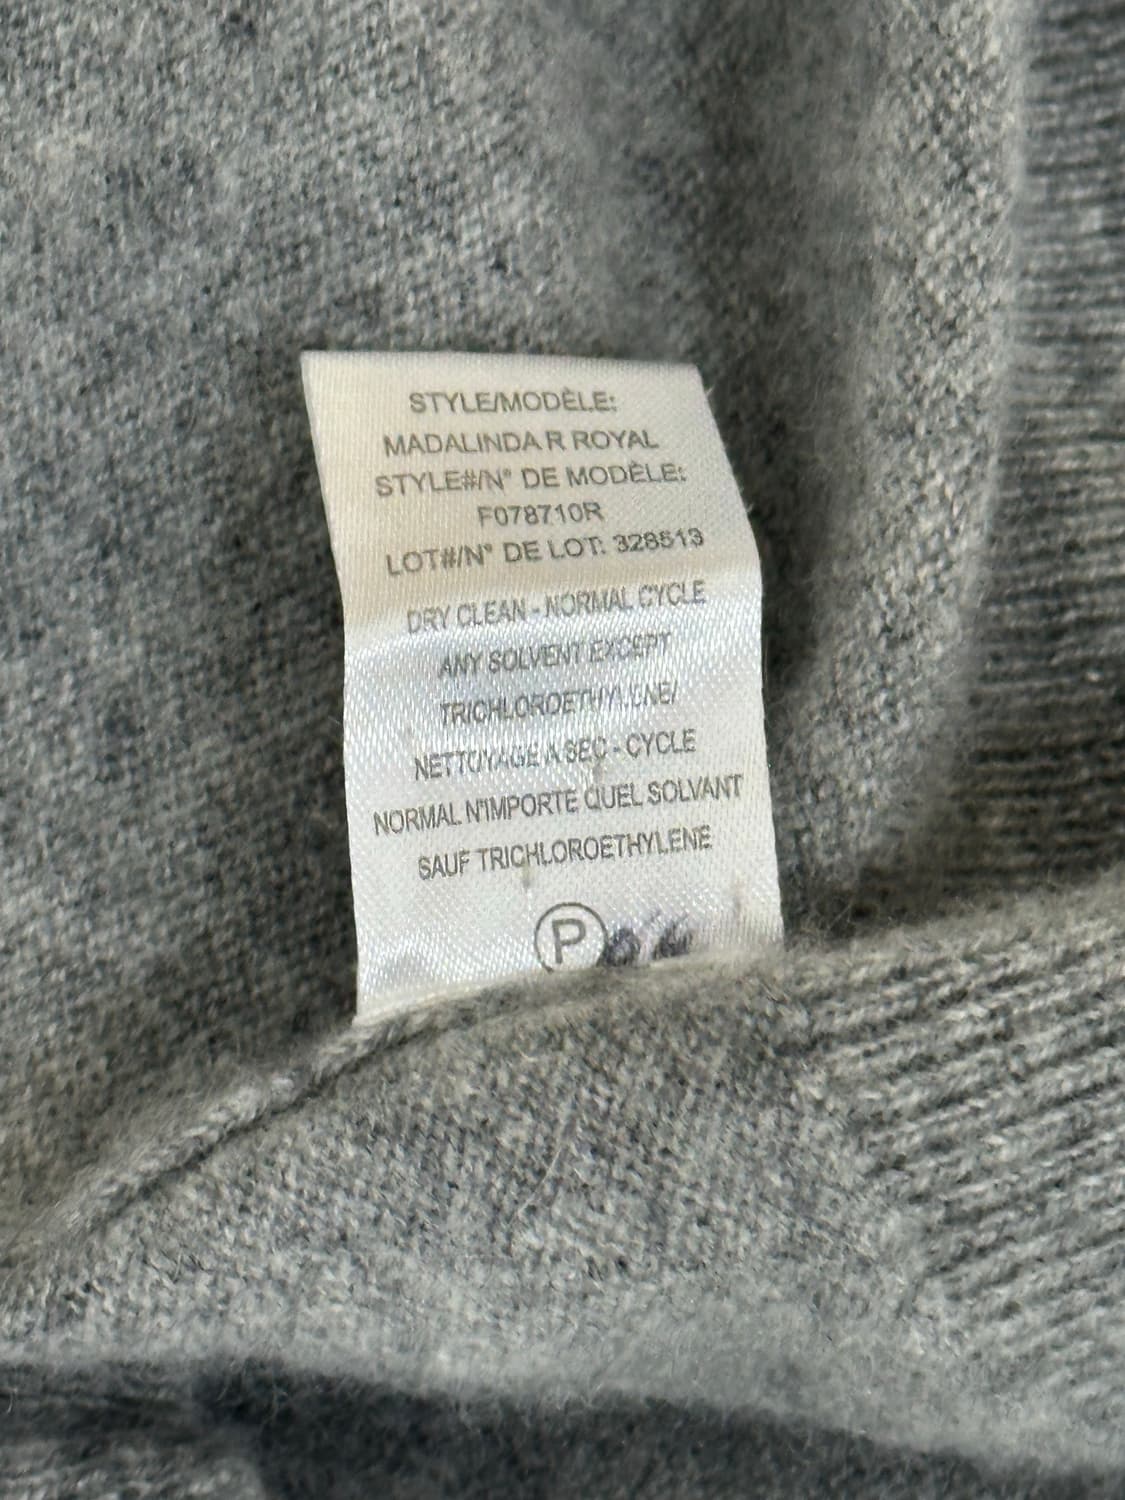 STYLE/MODÈLE:
MADALINDA R ROYAL
STYLE#/N° DE MODÈLE:
F078710R
LOT#/N° DE LOT: 328513
DRY CLEAN - NORMAL CYCLE
ANY SOLVENT EXCEPT
TRICHLOROETHYLENE/
NETTOYAGE A SEC - CYCLE
NORMAL N'IMPORTE QUEL SOLVANT
SAUF TRICHLOROETHYLENE
P